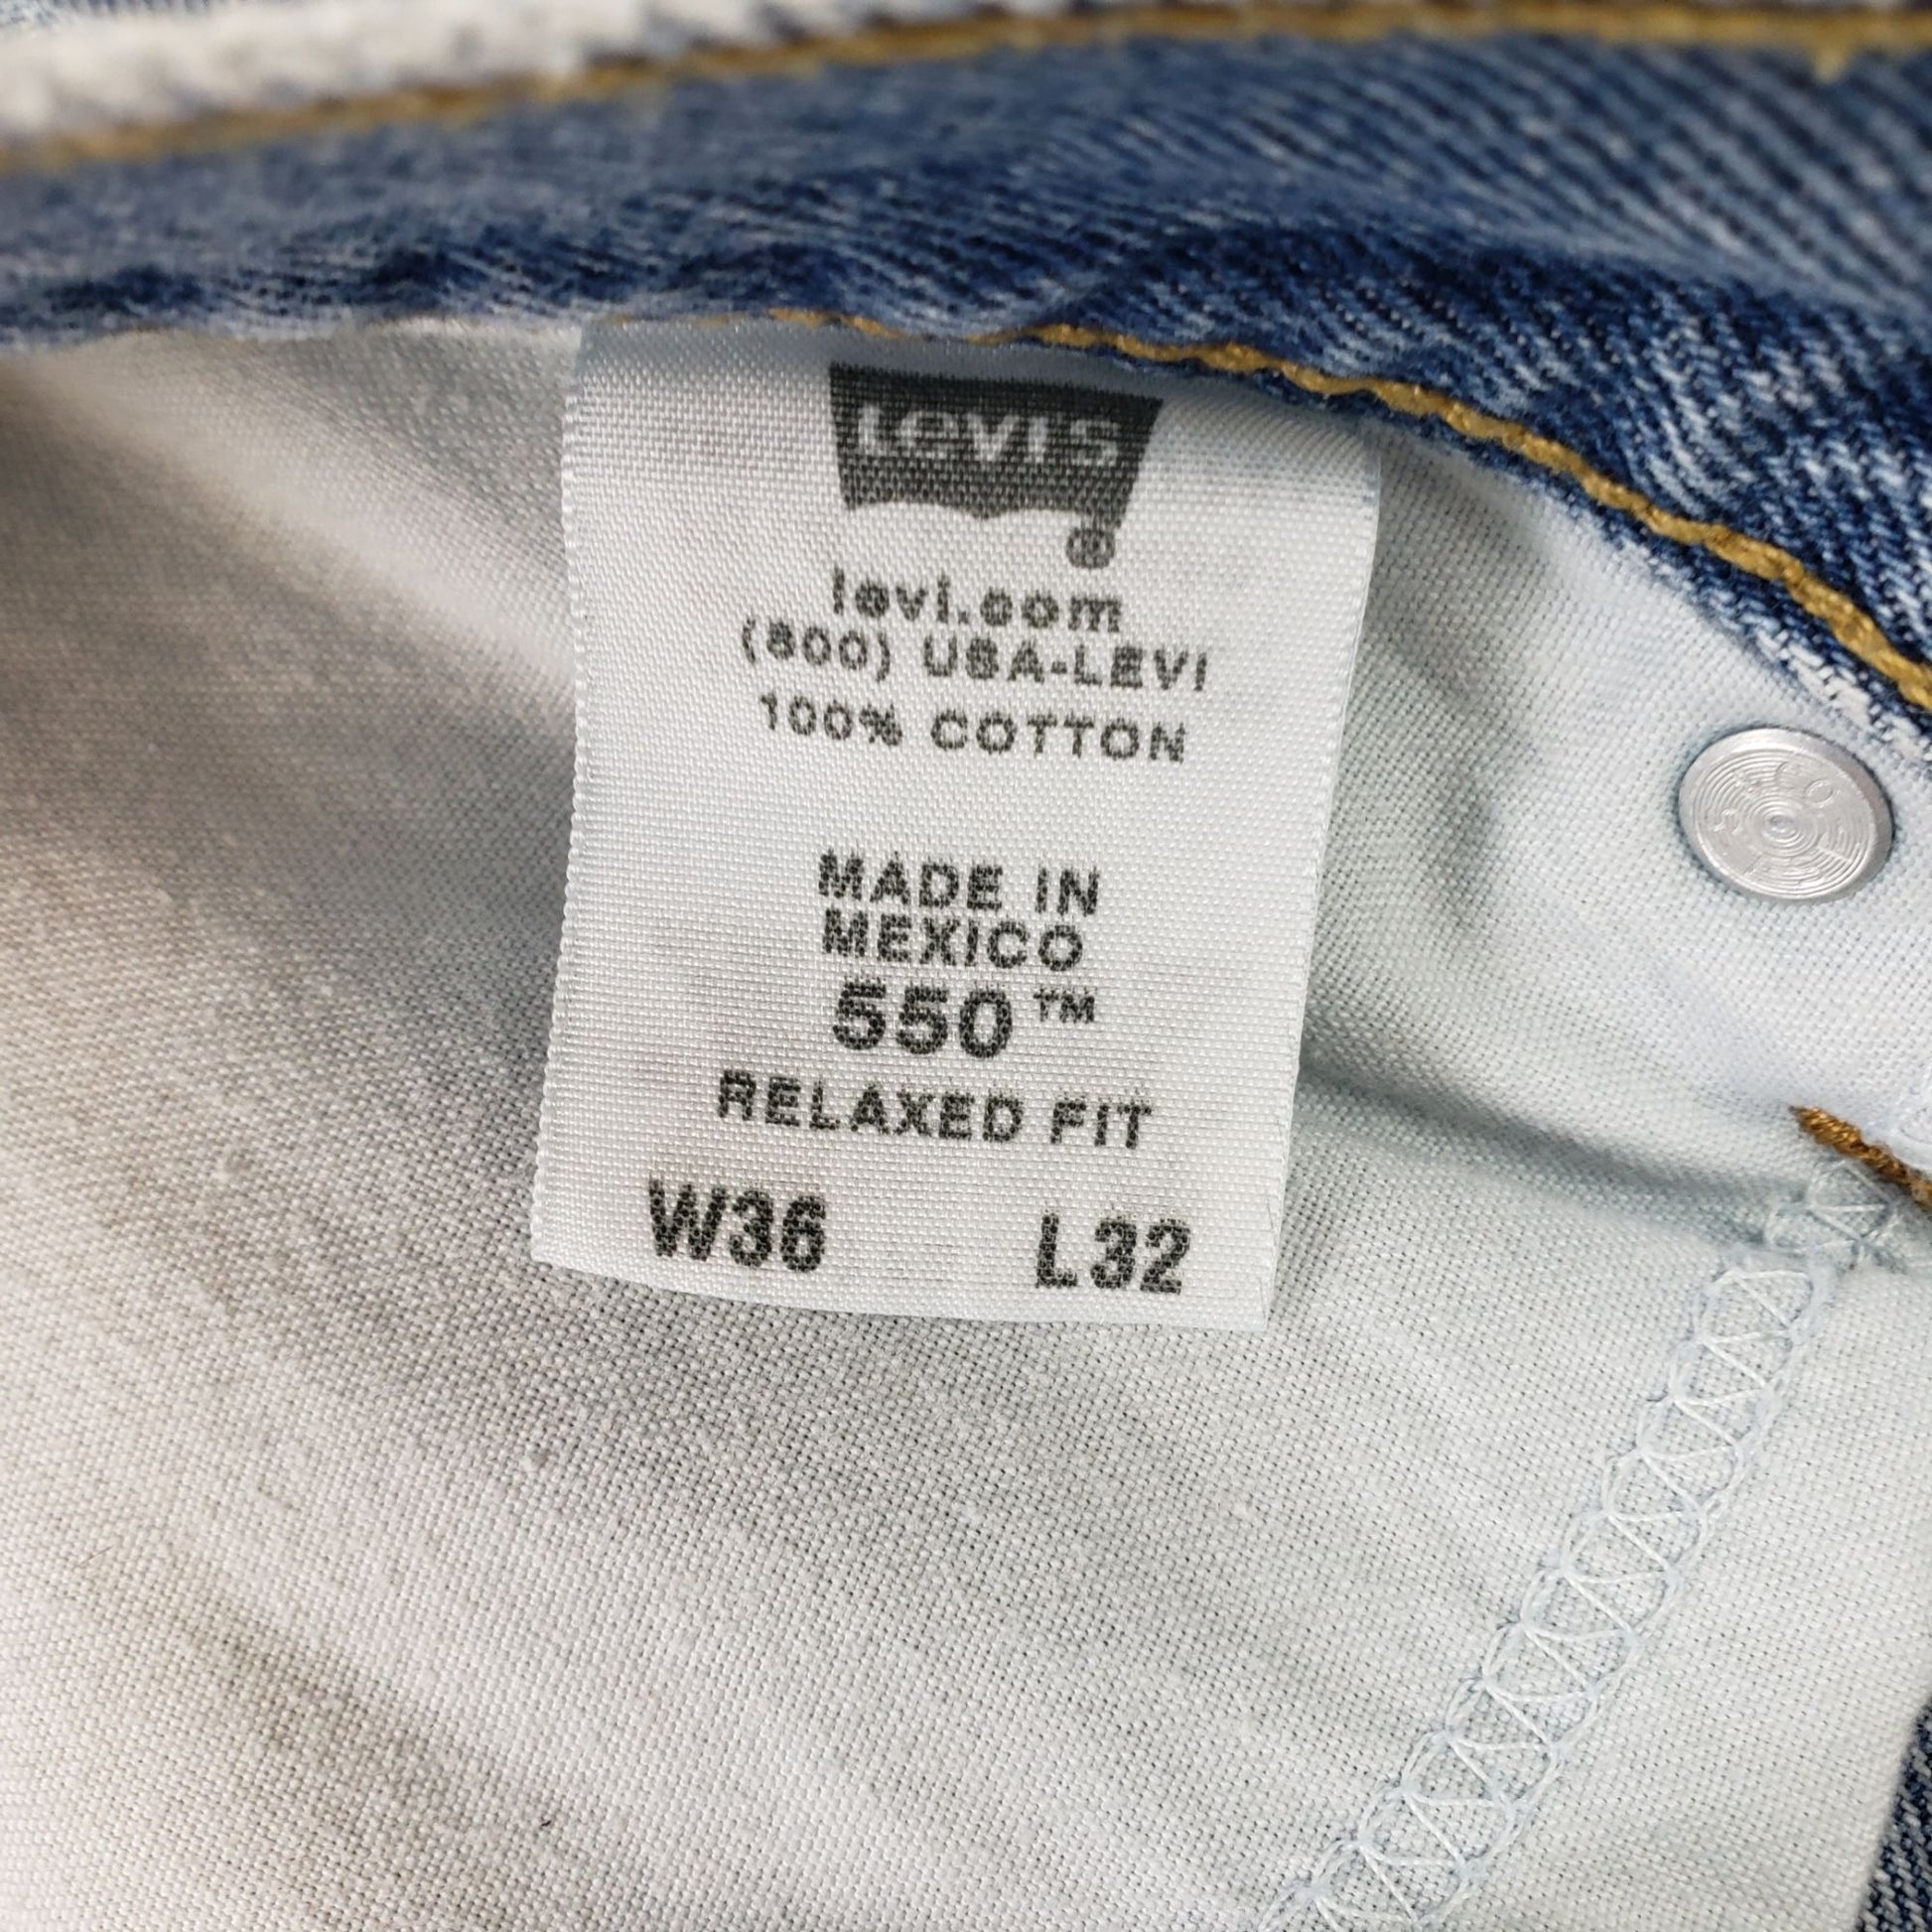 Levi's
®
levi.com
(800) USA-LEVI
100% COTTON
MADE IN
MEXICO
550™
RELAXED FIT
W36 L32